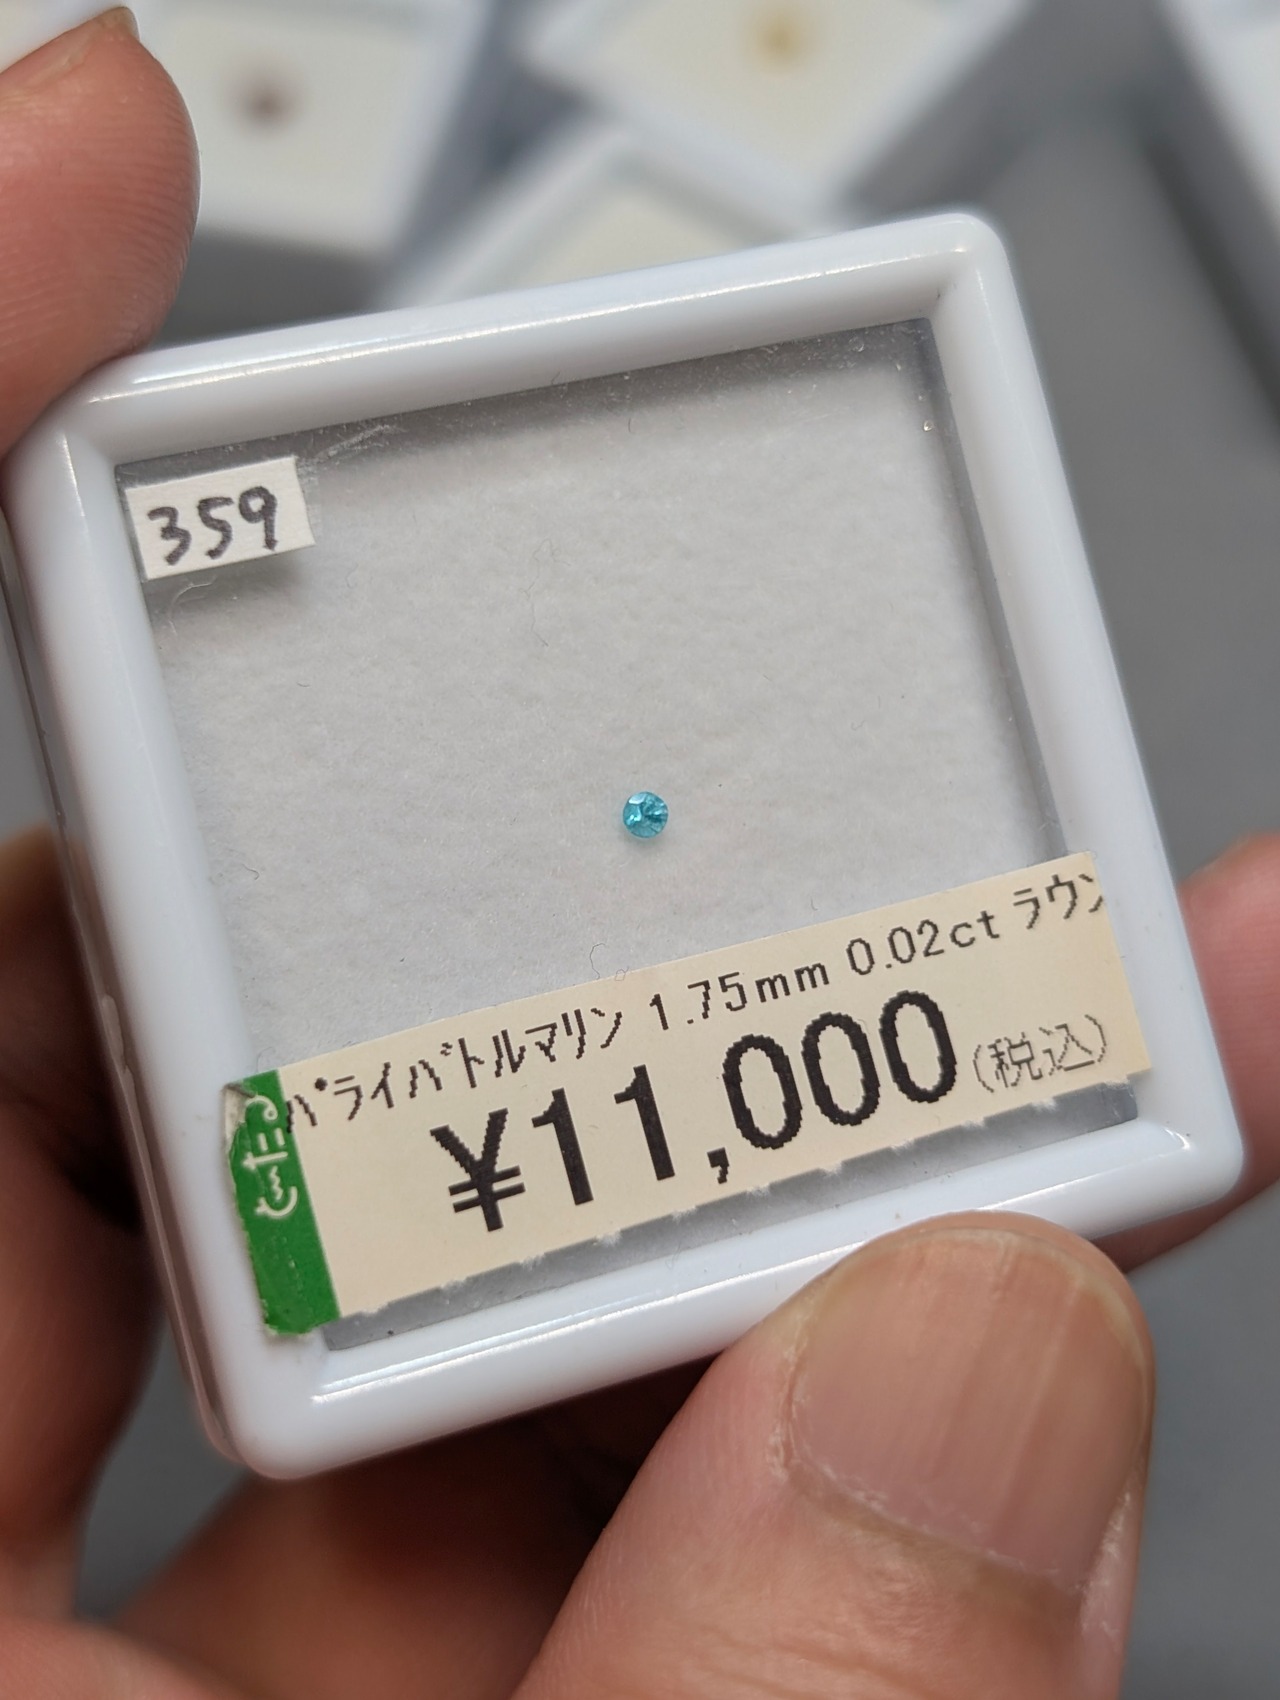 359
パライバトルマリン 1.75mm 0.02ct ラウン
¥11,000(税込)